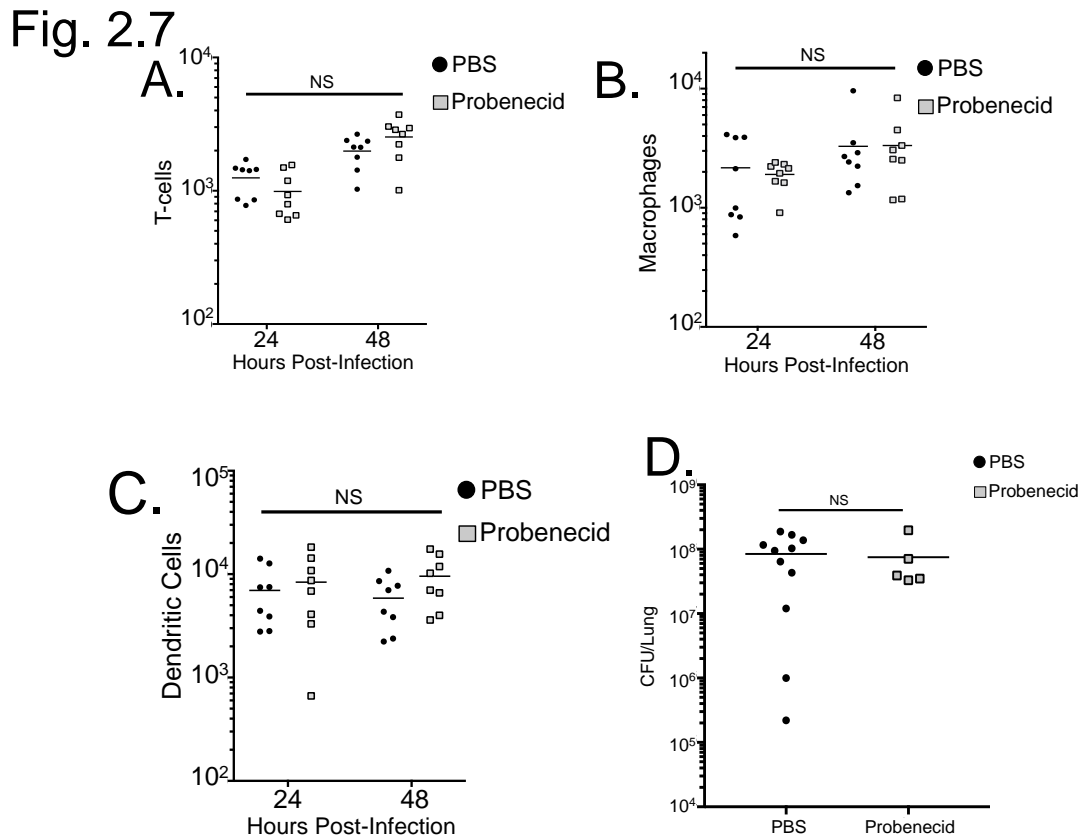 Fig. 2.7
A.
10⁴
NS
PBS
Probenecid
T-cells
10³
10²
24
48
Hours Post-Infection
B.
10⁴
NS
PBS
Probenecid
Macrophages
10³
10²
24
48
Hours Post-Infection
C.
10⁵
NS
PBS
Probenecid
Dendritic Cells
10⁴
10³
10²
24
48
Hours Post-Infection
D.
PBS
Probenecid
10⁹
NS
10⁸
10⁷
CFU/Lung
10⁶
10⁵
10⁴
PBS
Probenecid